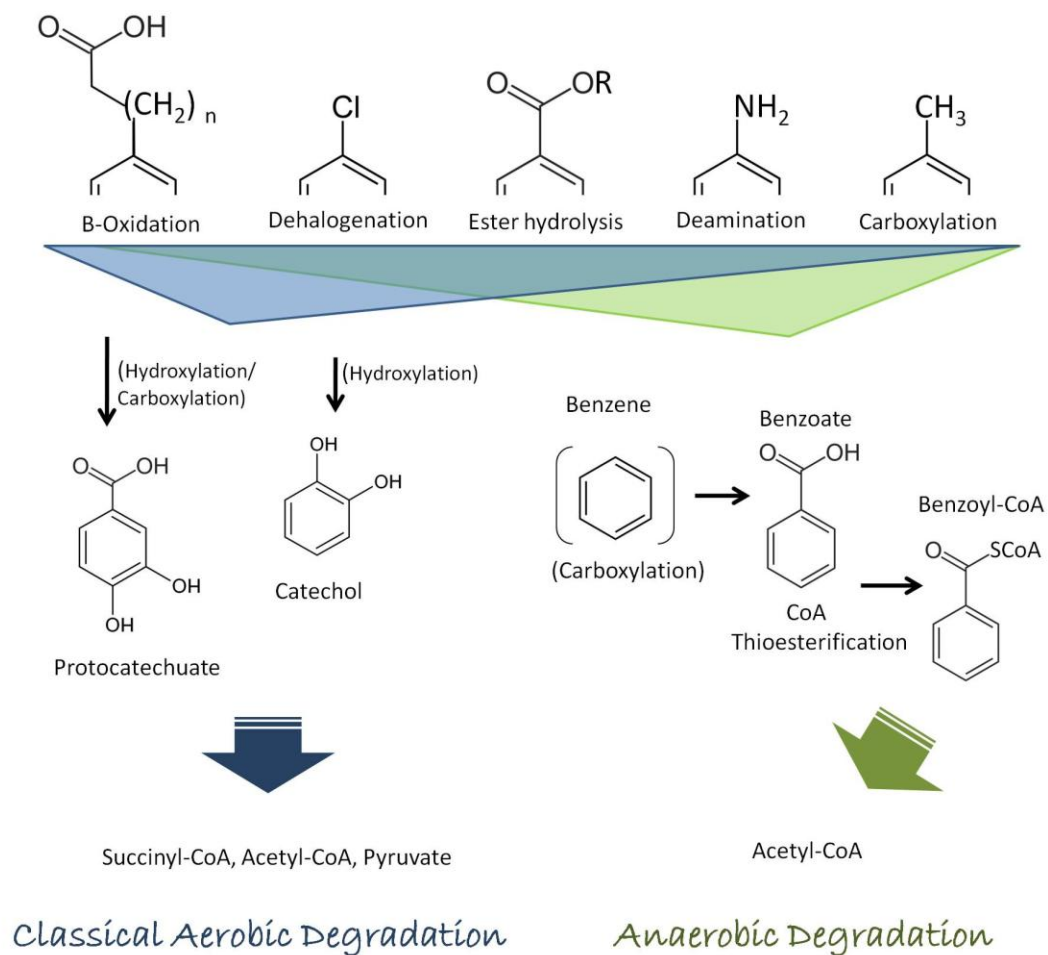 O OH
(CH2) n
Cl
O OR
NH2
CH3
B-Oxidation
Dehalogenation
Ester hydrolysis
Deamination
Carboxylation
(Hydroxylation/
Carboxylation)
(Hydroxylation)
O OH
OH
OH
Protocatechuate
OH
OH
Catechol
Benzene
(Carboxylation)
Benzoate
O OH
CoA
Thioesterification
Benzoyl-CoA
O SCoA
Succinyl-CoA, Acetyl-CoA, Pyruvate
Acetyl-CoA
Classical Aerobic Degradation
Anaerobic Degradation